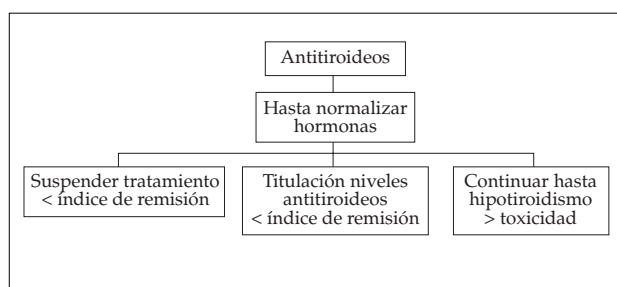 Antitiroideos
Hasta normalizar
hormonas
Suspender tratamiento
< índice de remisión
Titulación niveles
antitiroideos
< índice de remisión
Continuar hasta
hipotiroidismo
> toxicidad